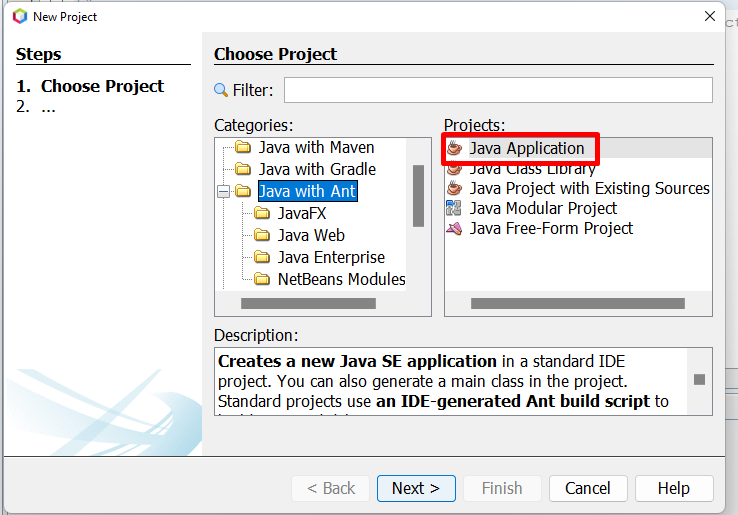 New Project
Steps
1. Choose Project
2. ...
Choose Project
Filter:
Categories:
Java with Maven
Java with Gradle
Java with Ant
JavaFX
Java Web
Java Enterprise
NetBeans Modules
Projects:
Java Application
Java Class Library
Java Project with Existing Sources
Java Modular Project
Java Free-Form Project
Description:
Creates a new Java SE application in a standard IDE
project. You can also generate a main class in the project.
Standard projects use an IDE-generated Ant build script to
< Back
Next >
Finish
Cancel
Help